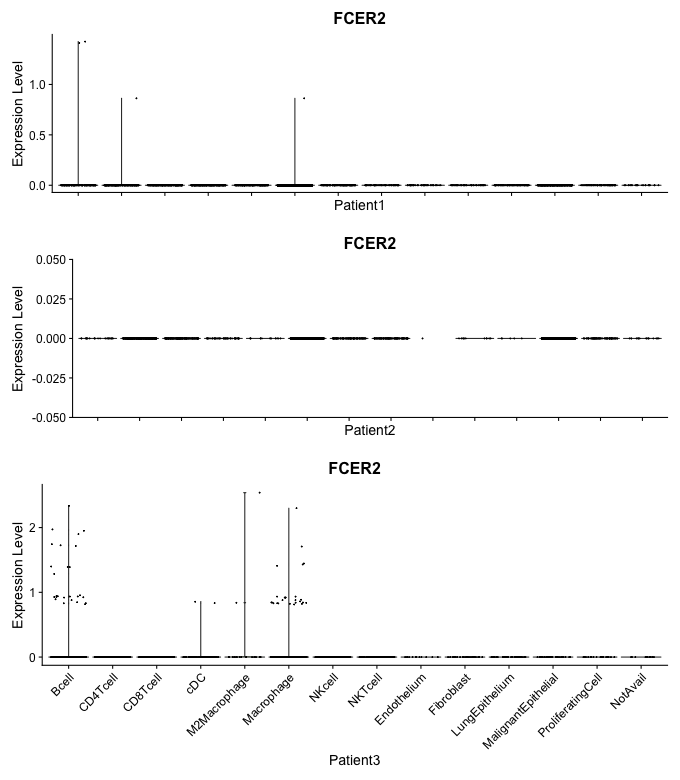 FCER2
Expression Level
1.0
0.5
0.0
Patient1
FCER2
Expression Level
0.050
0.025
0.000
-0.025
-0.050
Patient2
FCER2
Expression Level
2
1
0
Bcell
CD4Tcell
CD8Tcell
cDC
M2Macrophage
Macrophage
NKcell
NKTcell
Endothelium
Fibroblast
LungEpithelium
MalignantEpithelial
ProliferatingCell
NotAvail
Patient3